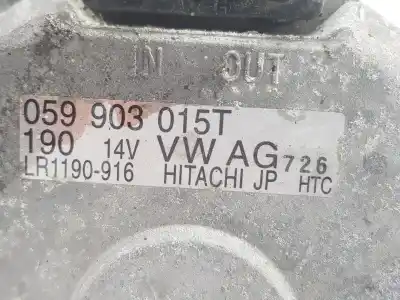 IN OUT
059 903 015T
190 14V VW AG 726
LR1190-916 HITACHI JP HTC